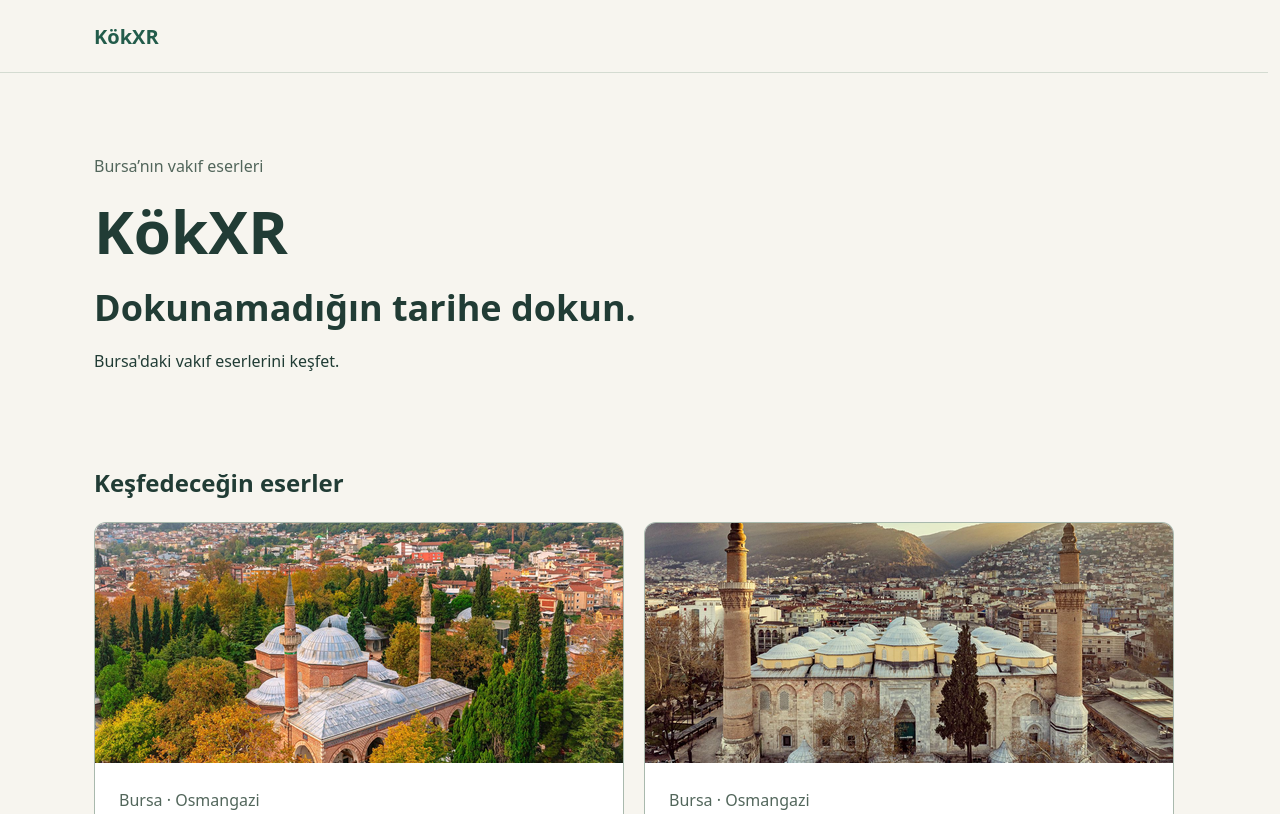 KökXR
Bursa’nın vakıf eserleri
KökXR
Dokunamadığın tarihe dokun.
Bursa'daki vakıf eserlerini keşfet.
Keşfedeceğin eserler
Bursa · Osmangazi
Bursa · Osmangazi